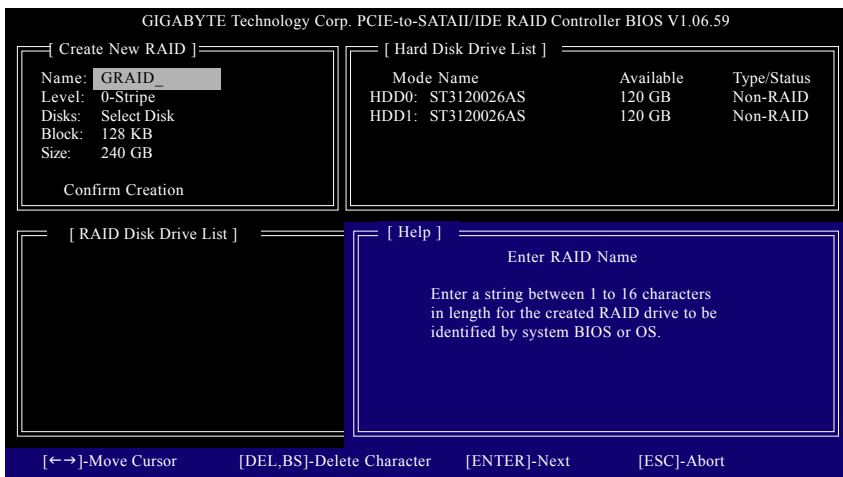 GIGABYTE Technology Corp. PCIE-to-SATAII/IDE RAID Controller BIOS V1.06.59
[ Create New RAID ]
Name: GRAID_
Level: 0-Stripe
Disks: Select Disk
Block: 128 KB
Size: 240 GB
Confirm Creation
[ Hard Disk Drive List ]
Mode Name Available Type/Status
HDD0: ST3120026AS 120 GB Non-RAID
HDD1: ST3120026AS 120 GB Non-RAID
[ RAID Disk Drive List ]
[ Help ]
Enter RAID Name
Enter a string between 1 to 16 characters
in length for the created RAID drive to be
identified by system BIOS or OS.
[←→]-Move Cursor [DEL,BS]-Delete Character [ENTER]-Next [ESC]-Abort